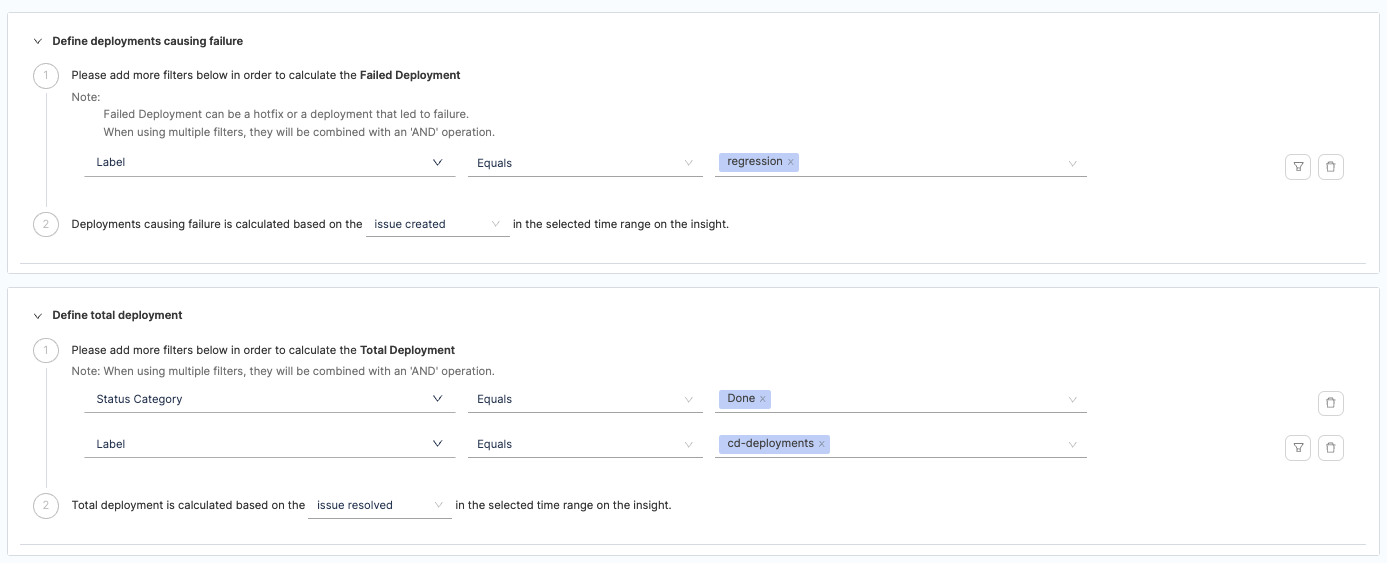 Define deployments causing failure
1 Please add more filters below in order to calculate the Failed Deployment
Note:
Failed Deployment can be a hotfix or a deployment that led to failure.
When using multiple filters, they will be combined with an 'AND' operation.
Label Equals regression ×
2 Deployments causing failure is calculated based on the issue created in the selected time range on the insight.
Define total deployment
1 Please add more filters below in order to calculate the Total Deployment
Note: When using multiple filters, they will be combined with an 'AND' operation.
Status Category Equals Done ×
Label Equals cd-deployments ×
2 Total deployment is calculated based on the issue resolved in the selected time range on the insight.